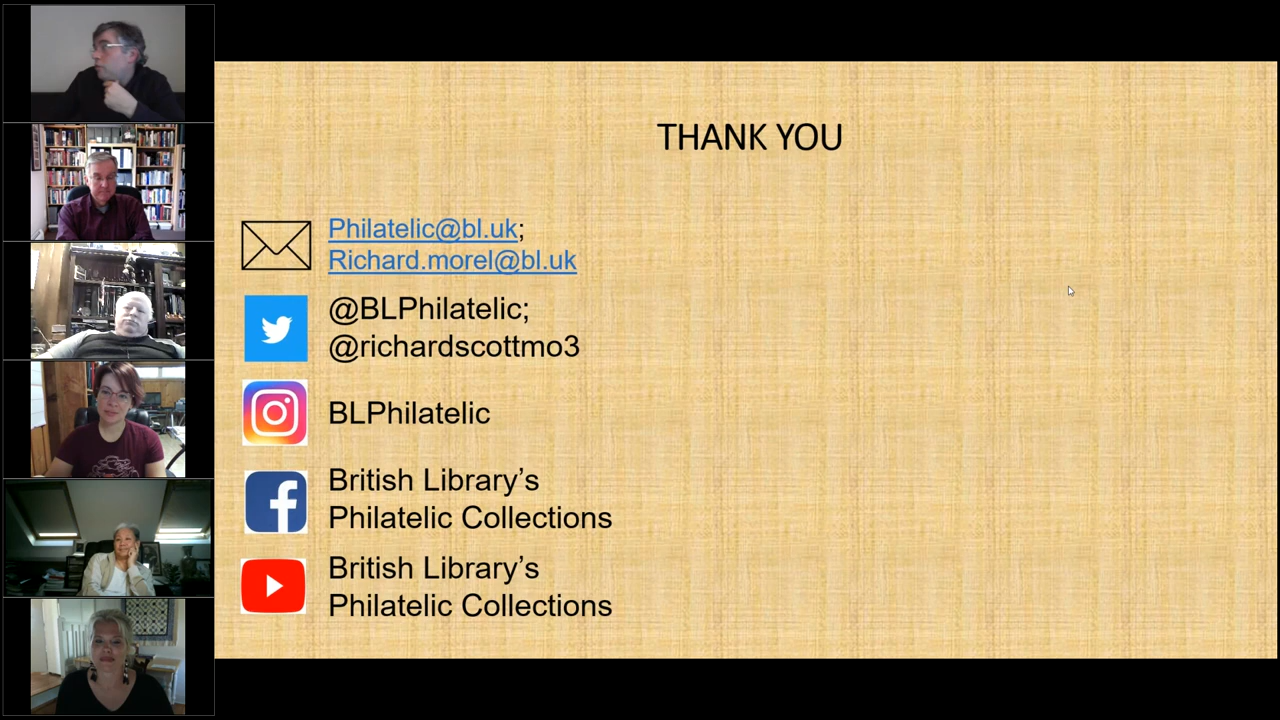 THANK YOU
Philatelic@bl.uk;
Richard.morel@bl.uk
@BLPhilatelic;
@richardscottmo3
BLPhilatelic
British Library’s
Philatelic Collections
British Library’s
Philatelic Collections